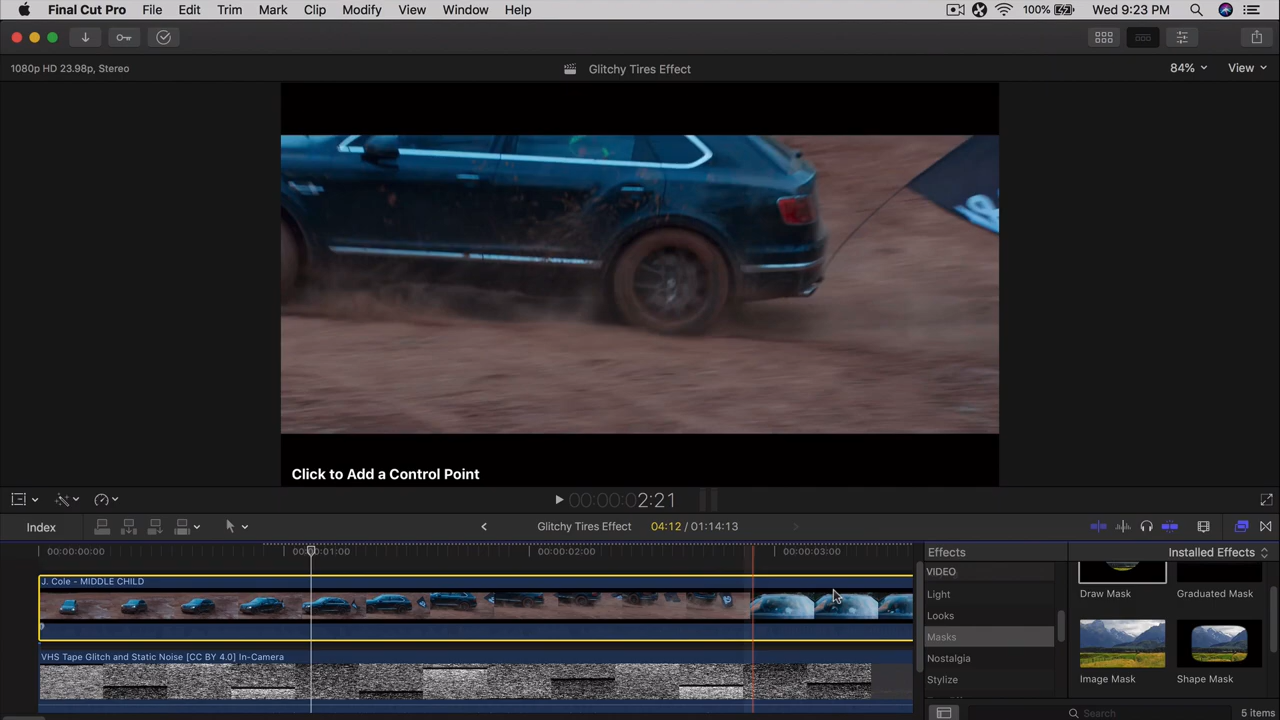 Final Cut Pro File Edit Trim Mark Clip Modify View Window Help 100% Wed 9:23 PM
1080p HD 23.98p, Stereo Glitchy Tires Effect 84% View
Click to Add a Control Point
00:00:00:02:21
Index Glitchy Tires Effect 04:12 / 01:14:13
00:00:00:00 00:00:01:00 00:00:02:00 00:00:03:00
Effects Installed Effects
J. Cole - MIDDLE CHILD
VIDEO
Light
Looks
Masks
Nostalgia
Stylize
Draw Mask Graduated Mask
Image Mask Shape Mask
VHS Tape Glitch and Static Noise [CC BY 4.0] In-Camera
Search 5 items